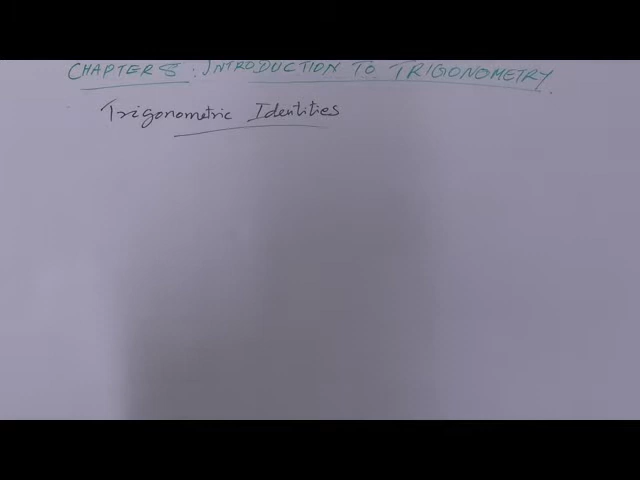 CHAPTER 8 : INTRODUCTION TO TRIGONOMETRY.
Trigonometric Identities